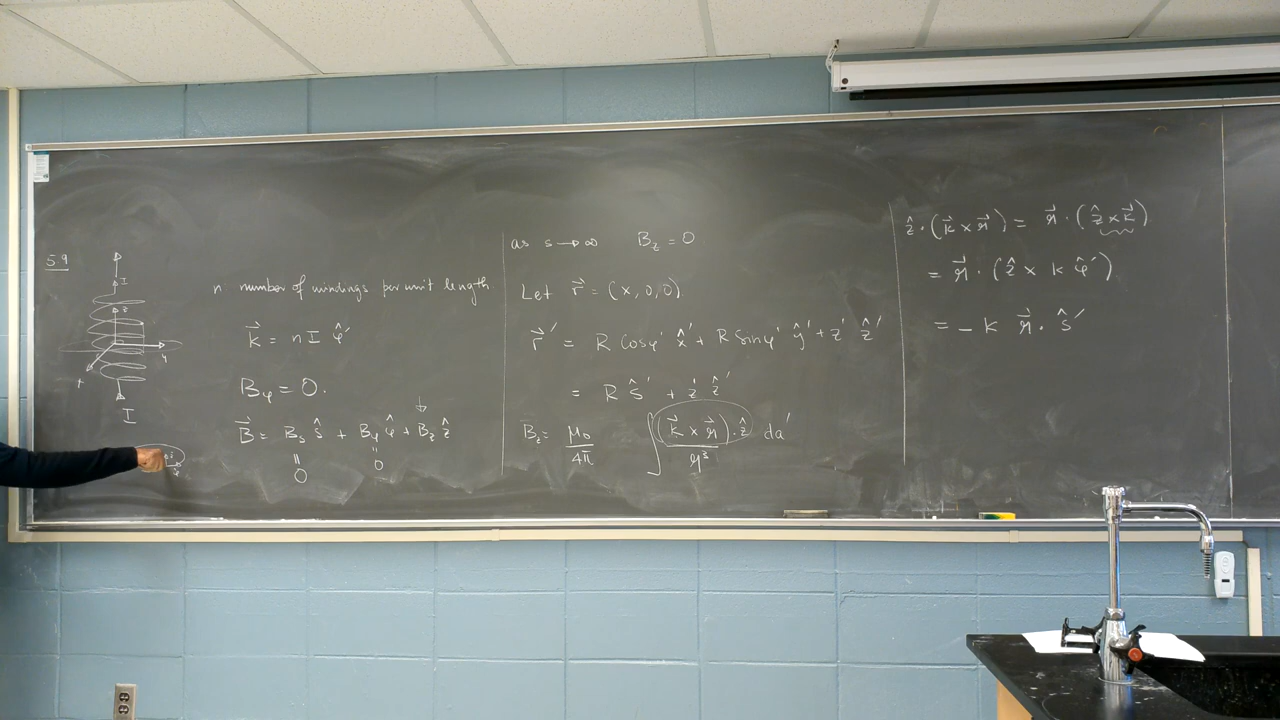 5.9
I
z
y
x
I
n number of windings per unit length.
K⃗ = n I φ̂'
B_φ = 0.
B⃗ = B_s ŝ + B_φ φ̂ + B_z ẑ
0 0
as s → ∞ B_z = 0
Let r⃗ = (x, 0, 0)
r⃗' = R Cosφ' x̂' + R Sinφ' ŷ' + z' ẑ'
= R ŝ' + z' ẑ'
B_z = μ₀/4π ∫ (K⃗ × 𝓇⃗) · ẑ / 𝓇³ da'
ẑ · (K⃗ × 𝓇⃗) = 𝓇⃗ · (ẑ × K⃗)
= 𝓇⃗ · (ẑ × K φ̂')
= − K 𝓇⃗ · ŝ'